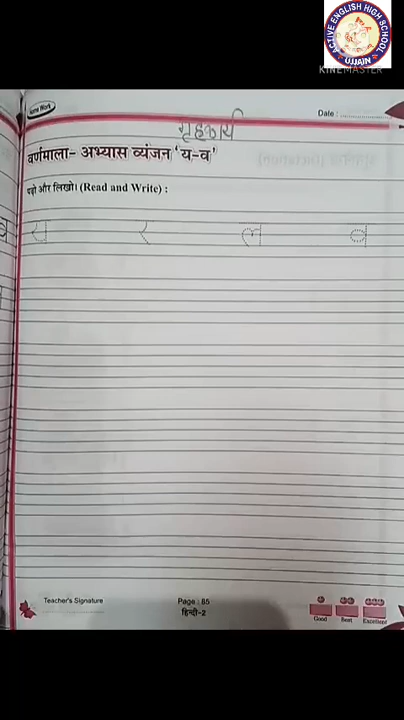 ACTIVE ENGLISH HIGH SCHOOL
UJJAIN
KINEMASTER
Home Work
Date :
गृहकार्य
वर्णमाला- अभ्यास व्यंजन 'य-व'
पढ़ो और लिखो। (Read and Write) :
य र ल व
Teacher's Signature
Page : 85
हिन्दी-2
Good Best Excellent